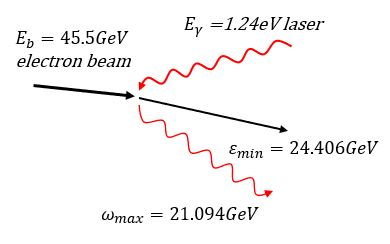 E_b = 45.5GeV
electron beam
E_γ =1.24eV laser
ε_min = 24.406GeV
ω_max = 21.094GeV